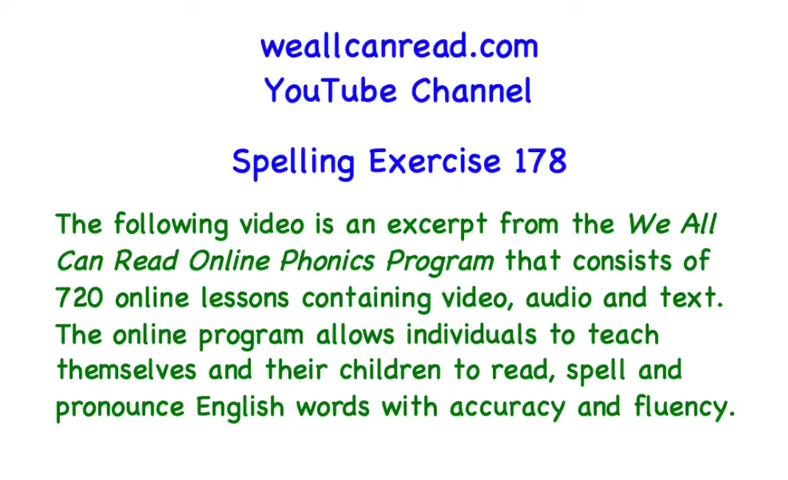 weallcanread.com
YouTube Channel
Spelling Exercise 178
The following video is an excerpt from the We All
Can Read Online Phonics Program that consists of
720 online lessons containing video, audio and text.
The online program allows individuals to teach
themselves and their children to read, spell and
pronounce English words with accuracy and fluency.